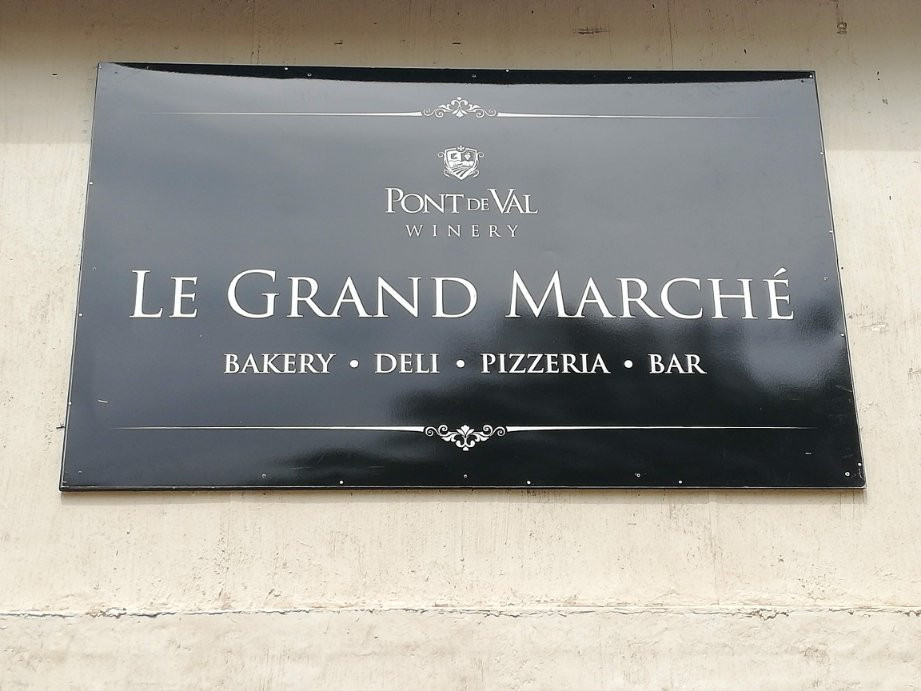 PONT DE VAL
WINERY
LE GRAND MARCHÉ
BAKERY • DELI • PIZZERIA • BAR